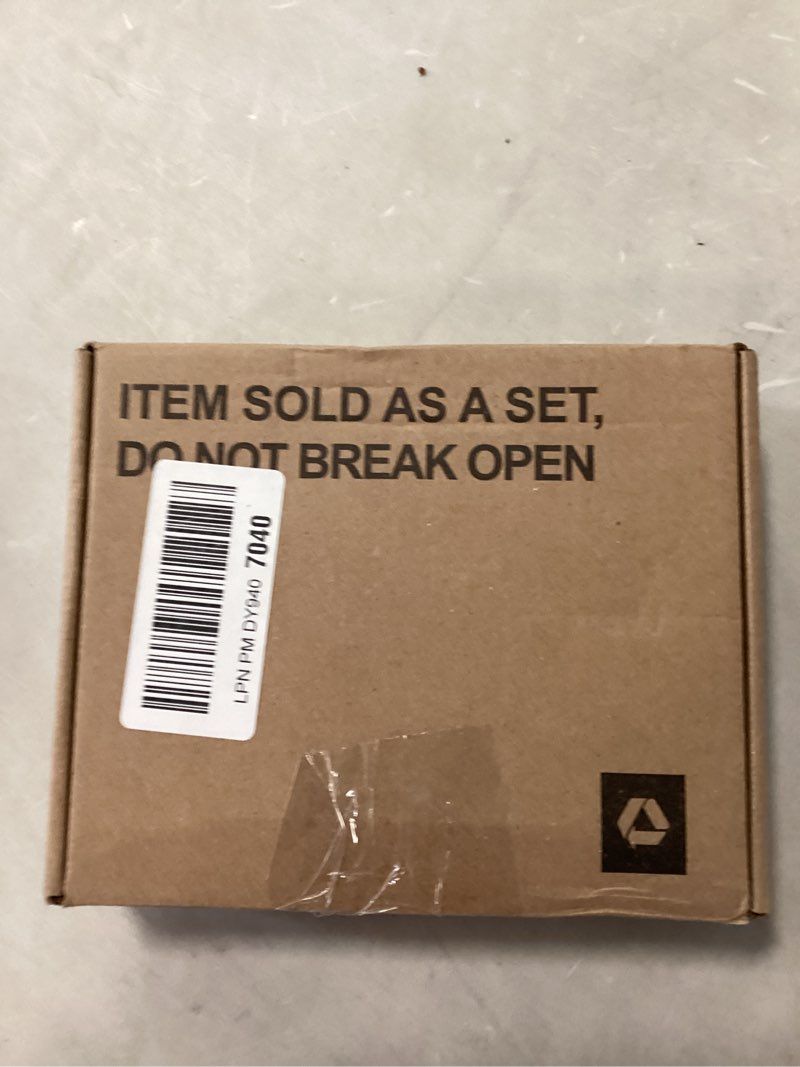 ITEM SOLD AS A SET,
DO NOT BREAK OPEN
LPN PM DY940 7040